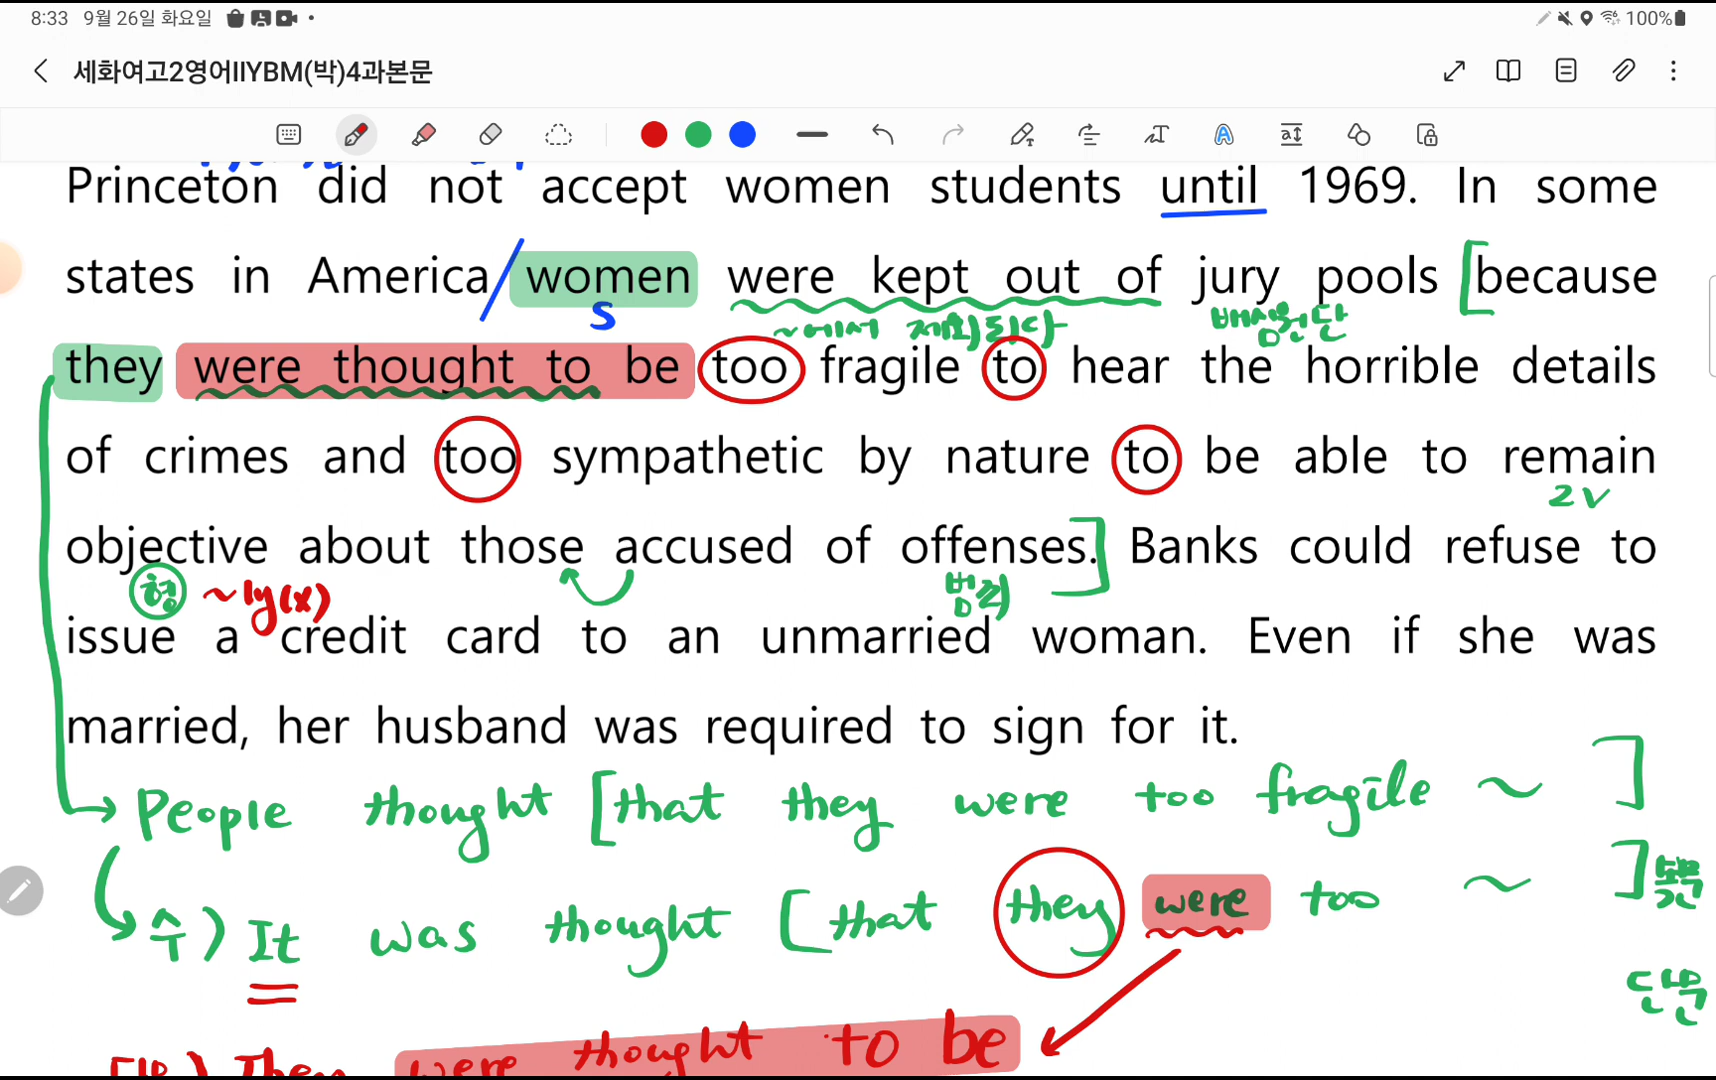 8:33 9월 26일 화요일 100%
세화여고2영어IIYBM(박)4과본문
Princeton did not accept women students until 1969. In some
states in America women were kept out of jury pools [because
S ~에서 제외되다 배심원단
they were thought to be too fragile to hear the horrible details
of crimes and too sympathetic by nature to be able to remain
2V
objective about those accused of offenses.] Banks could refuse to
형 ~ly(x) 범죄
issue a credit card to an unmarried woman. Even if she was
married, her husband was required to sign for it.
→ People thought [that they were too fragile ~ ]
수) It was thought [that they were too ~ ] 복문
단문
They were thought to be